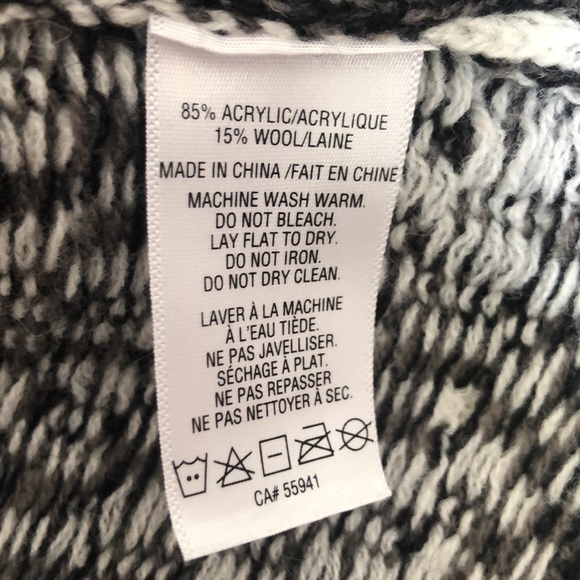 85% ACRYLIC/ACRYLIQUE
15% WOOL/LAINE
MADE IN CHINA /FAIT EN CHINE
MACHINE WASH WARM.
DO NOT BLEACH.
LAY FLAT TO DRY.
DO NOT IRON.
DO NOT DRY CLEAN.
LAVER À LA MACHINE
À L'EAU TIÈDE.
NE PAS JAVELLISER.
SÉCHAGE À PLAT.
NE PAS REPASSER
NE PAS NETTOYER À SEC.
CA# 55941